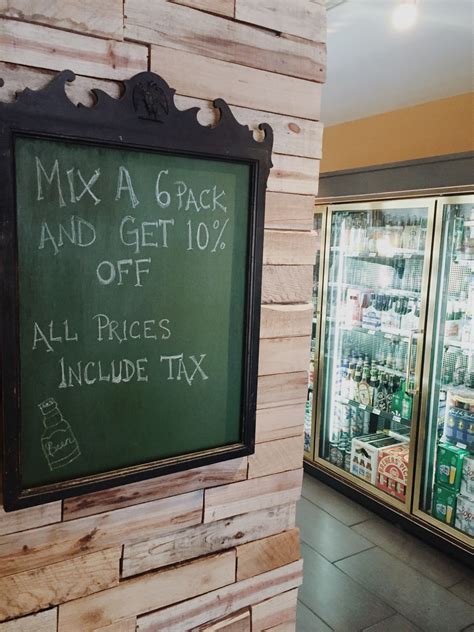 MIX A 6 PACK
AND GET 10%
OFF
ALL PRICES
INCLUDE TAX
Beer